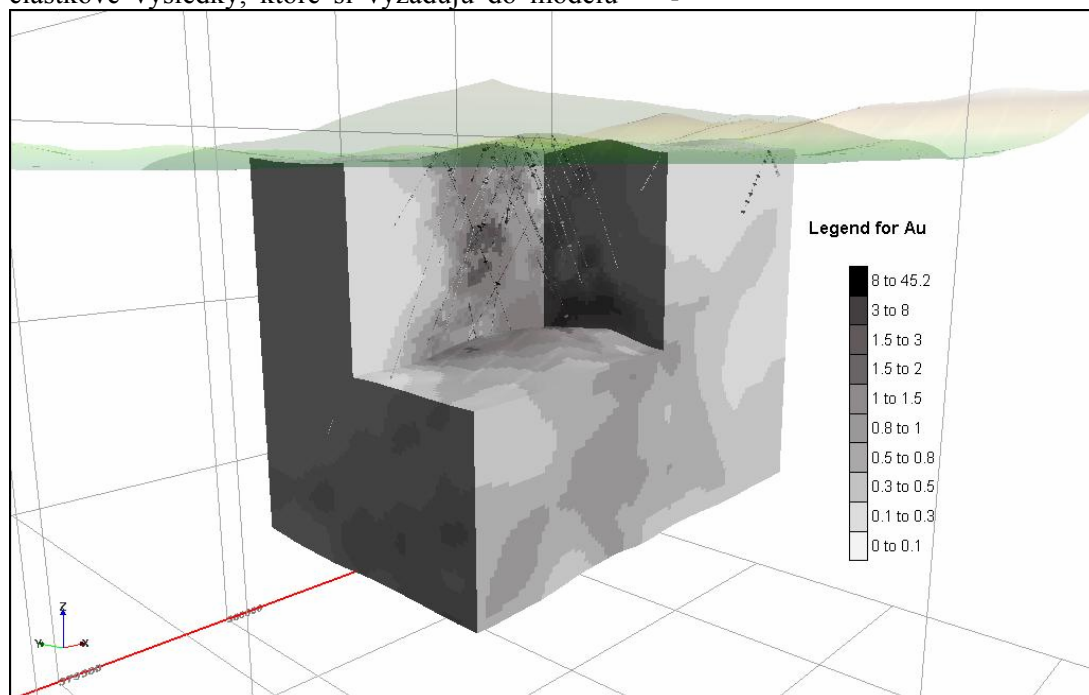 čiastkové výsledky, ktoré si vyžadujú do modelu
Legend for Au
8 to 45.2
3 to 8
1.5 to 3
1.5 to 2
1 to 1.5
0.8 to 1
0.5 to 0.8
0.3 to 0.5
0.1 to 0.3
0 to 0.1
Z
Y
X